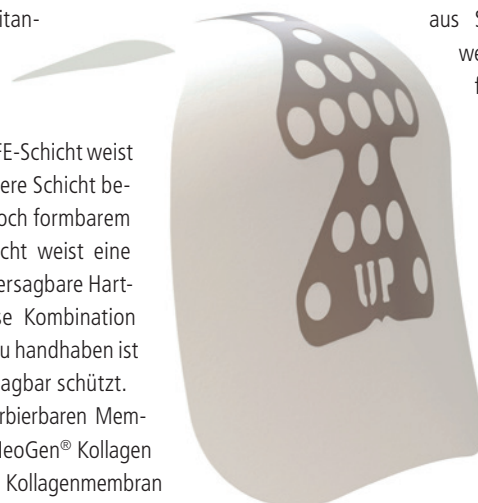 itan-
aus S
we
f
FE-Schicht weist
ere Schicht be-
och formbarem
cht weist eine
ersagbare Hart-
se Kombination
u handhaben ist
agbar schützt.
rbierbaren Mem-
NeoGen® Kollagen
Kollagenmembran
UP